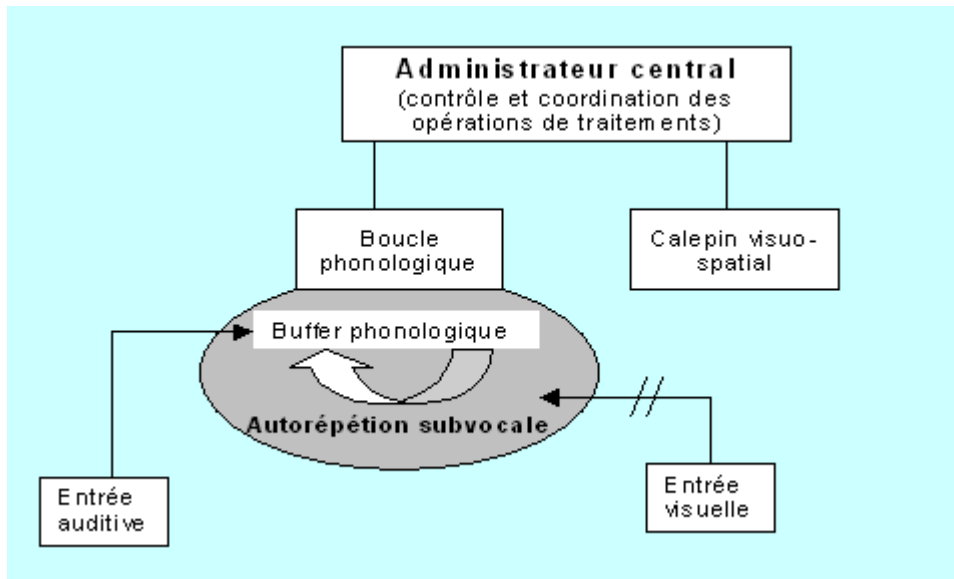 Administrateur central
(contrôle et coordination des
opérations de traitements)
Boucle
phonologique
Calepin visuo-
spatial
Buffer phonologique
Autorépétion subvocale
Entrée
auditive
Entrée
visuelle